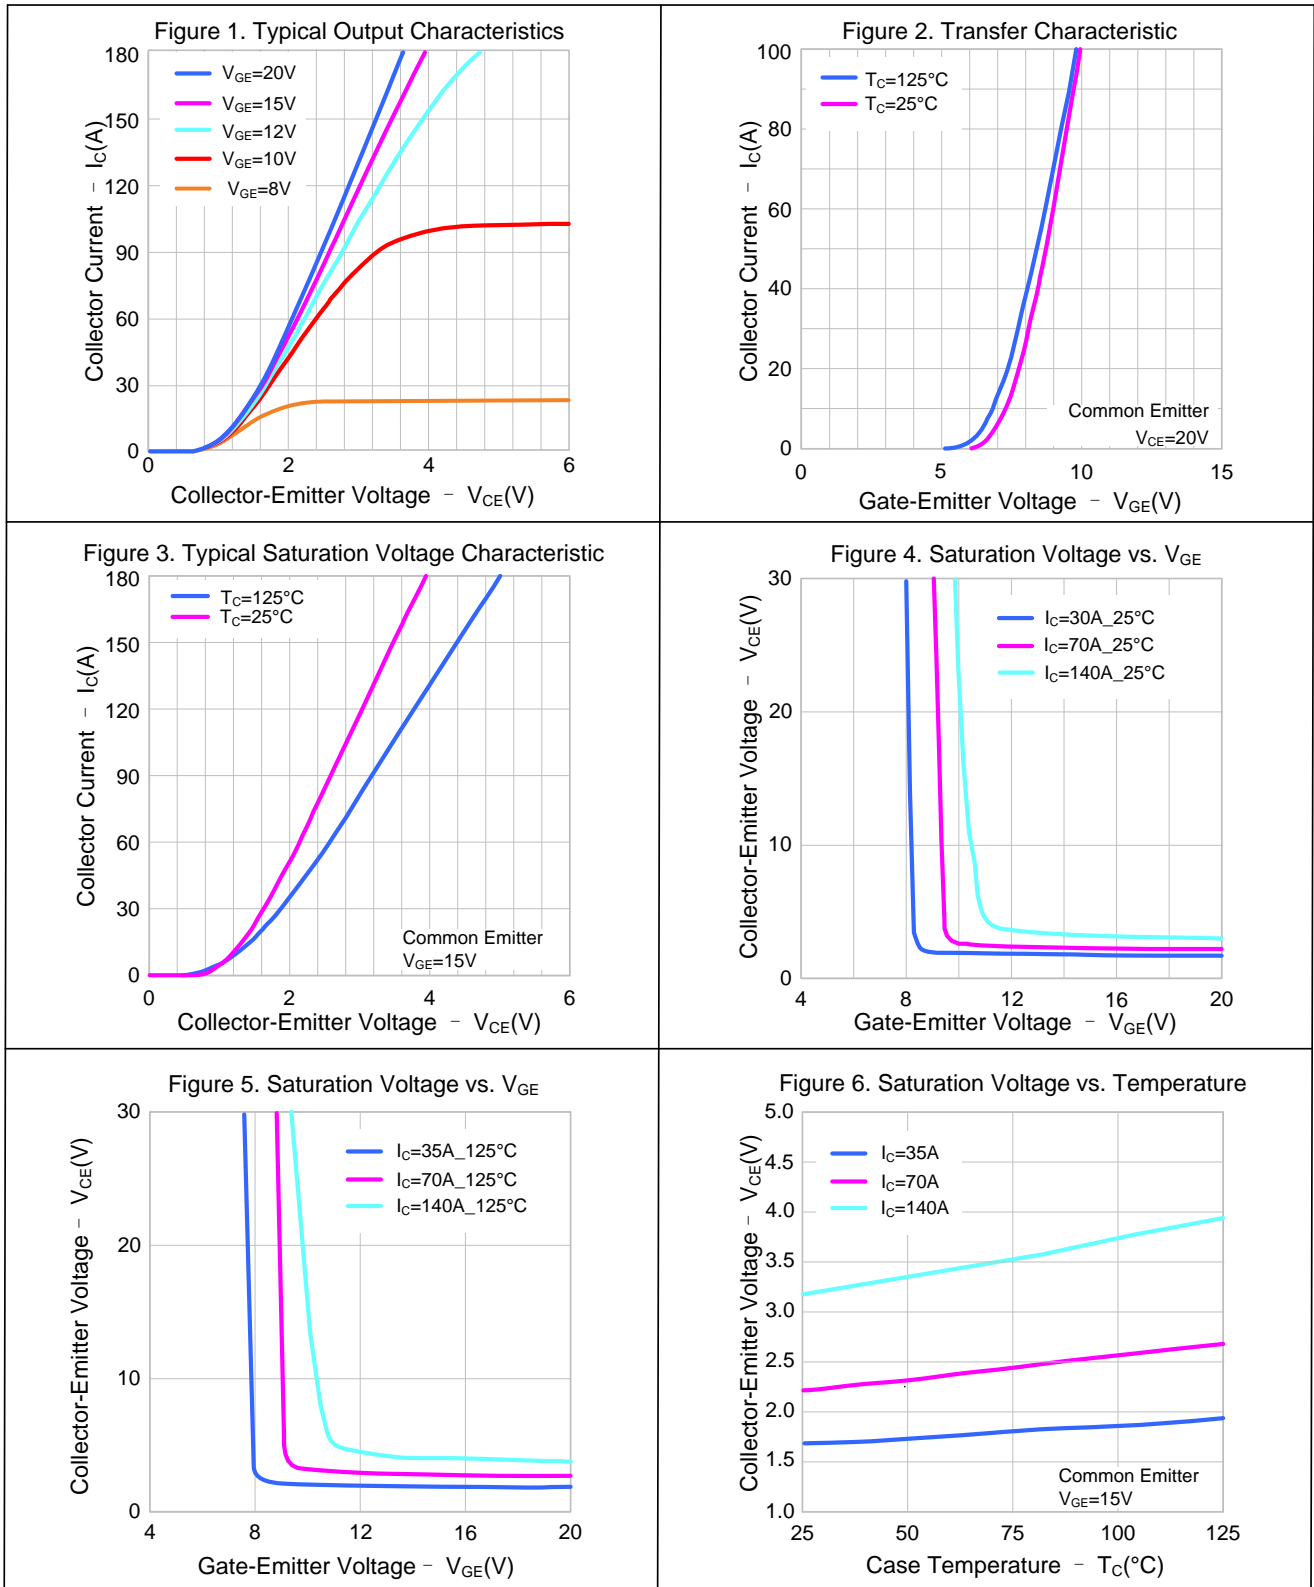 Figure 1. Typical Output Characteristics
Collector Current － IC(A)
180
150
120
90
60
30
0
VGE=20V
VGE=15V
VGE=12V
VGE=10V
VGE=8V
0 2 4 6
Collector-Emitter Voltage － VCE(V)
Figure 2. Transfer Characteristic
Collector Current － IC(A)
100
80
60
40
20
0
TC=125°C
TC=25°C
Common Emitter
VCE=20V
0 5 10 15
Gate-Emitter Voltage － VGE(V)
Figure 3. Typical Saturation Voltage Characteristic
Collector Current － IC(A)
180
150
120
90
60
30
0
TC=125°C
TC=25°C
Common Emitter
VGE=15V
0 2 4 6
Collector-Emitter Voltage － VCE(V)
Figure 4. Saturation Voltage vs. VGE
Collector-Emitter Voltage － VCE(V)
30
20
10
0
IC=30A_25°C
IC=70A_25°C
IC=140A_25°C
4 8 12 16 20
Gate-Emitter Voltage － VGE(V)
Figure 5. Saturation Voltage vs. VGE
Collector-Emitter Voltage － VCE(V)
30
20
10
0
IC=35A_125°C
IC=70A_125°C
IC=140A_125°C
4 8 12 16 20
Gate-Emitter Voltage － VGE(V)
Figure 6. Saturation Voltage vs. Temperature
Collector-Emitter Voltage － VCE(V)
5.0
4.5
4.0
3.5
3.0
2.5
2.0
1.5
1.0
IC=35A
IC=70A
IC=140A
Common Emitter
VGE=15V
25 50 75 100 125
Case Temperature － TC(°C)